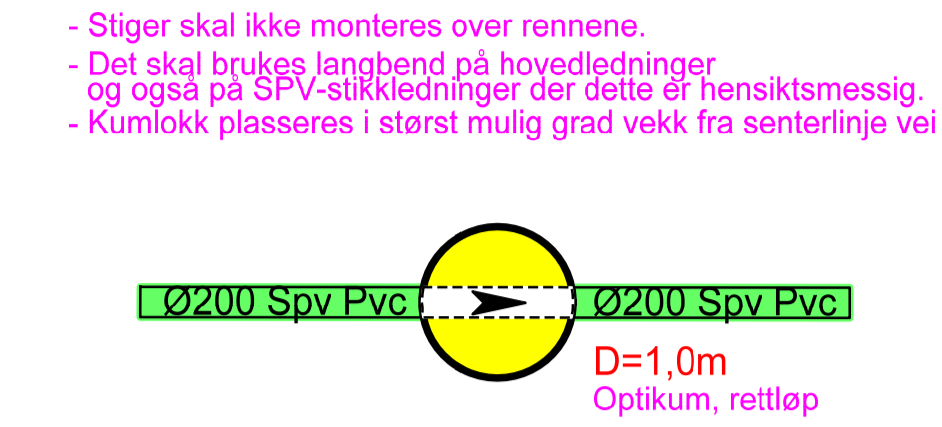 - Stiger skal ikke monteres over rennene.
- Det skal brukes langbend på hovedledninger
og også på SPV-stikkledninger der dette er hensiktsmessig.
- Kumlokk plasseres i størst mulig grad vekk fra senterlinje vei
Ø200 Spv Pvc
Ø200 Spv Pvc
D=1,0m
Optikum, rettløp